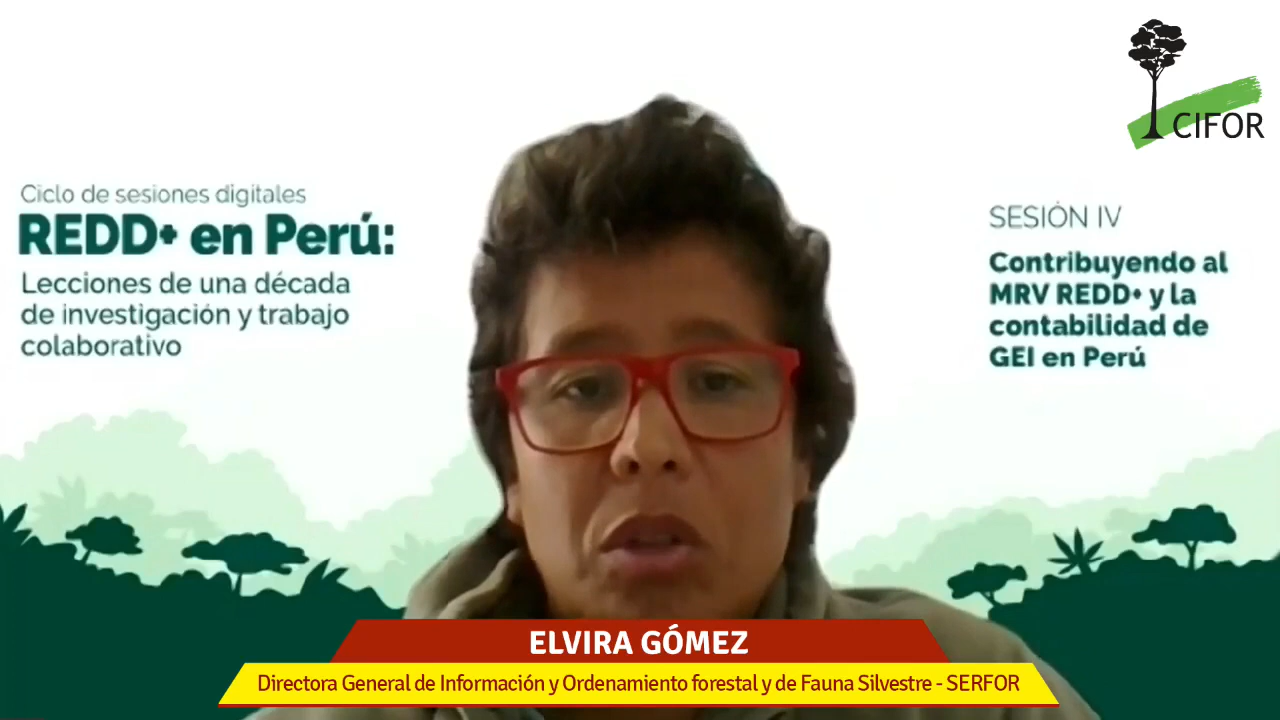 CIFOR
Ciclo de sesiones digitales
REDD+ en Perú:
Lecciones de una década
de investigación y trabajo
colaborativo
SESIÓN IV
Contribuyendo al
MRV REDD+ y la
contabilidad de
GEI en Perú
ELVIRA GÓMEZ
Directora General de Información y Ordenamiento forestal y de Fauna Silvestre - SERFOR